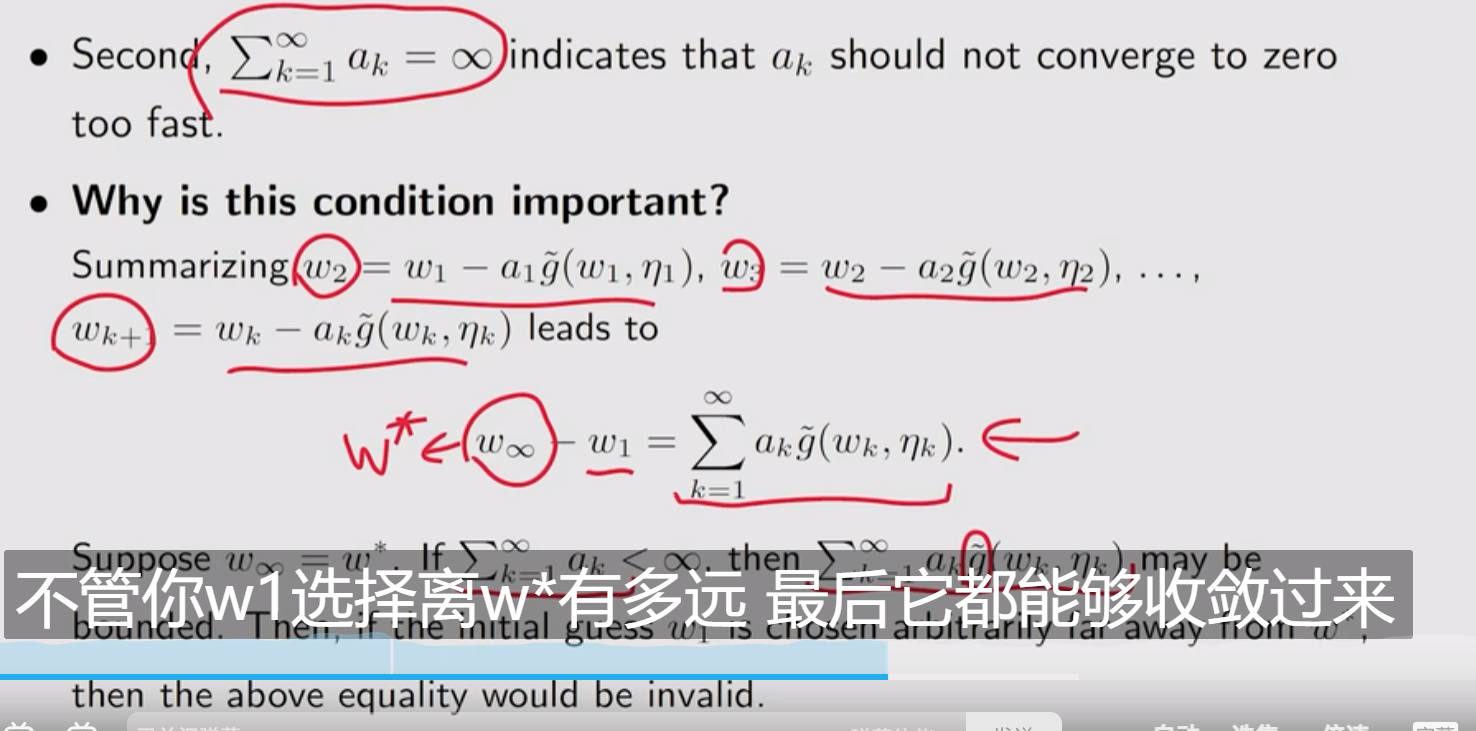 • Second, $\sum_{k=1}^{\infty} a_k = \infty$ indicates that $a_k$ should not converge to zero
too fast.
• Why is this condition important?
Summarizing $w_2 = w_1 - a_1\tilde{g}(w_1, \eta_1)$, $w_3 = w_2 - a_2\tilde{g}(w_2, \eta_2)$, ...,
$w_{k+1} = w_k - a_k\tilde{g}(w_k, \eta_k)$ leads to
w* ← $w_\infty - w_1 = \sum_{k=1}^{\infty} a_k\tilde{g}(w_k, \eta_k).$ ←
Suppose $w_\infty = w^*$. If $\sum_{k=1}^{\infty} a_k < \infty$, then $\sum_{k=1}^{\infty} a_k\tilde{g}(w_k, \eta_k)$ may be
不管你w1选择离w*有多远 最后它都能够收敛过来
bounded. Then, if the initial guess $w_1$ is chosen arbitrarily far away from $w^*$,
then the above equality would be invalid.